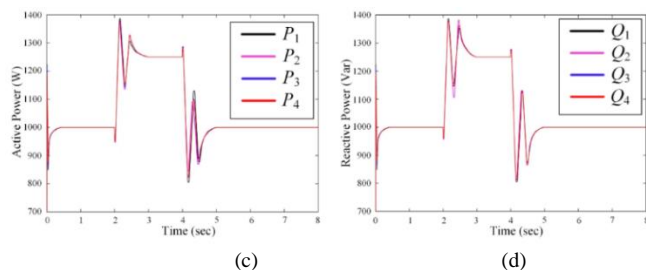 1400
1300
1200
1100
1000
900
800
700
Active Power (W)
P1
P2
P3
P4
0 1 2 3 4 5 6 7 8
Time (sec)
(c)
1400
1300
1200
1100
1000
900
800
700
Reactive Power (Var)
Q1
Q2
Q3
Q4
0 1 2 3 4 5 6 7 8
Time (sec)
(d)